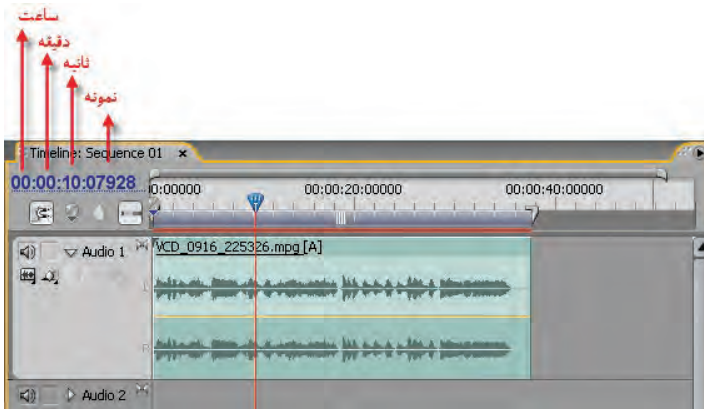 ساعت
دقیقه
ثانیه
نمونه
Timeline: Sequence 01 ×
00:00:10:07928
0:00000 00:00:20:00000 00:00:40:00000
Audio 1
VCD_0916_225326.mpg [A]
L
R
Audio 2